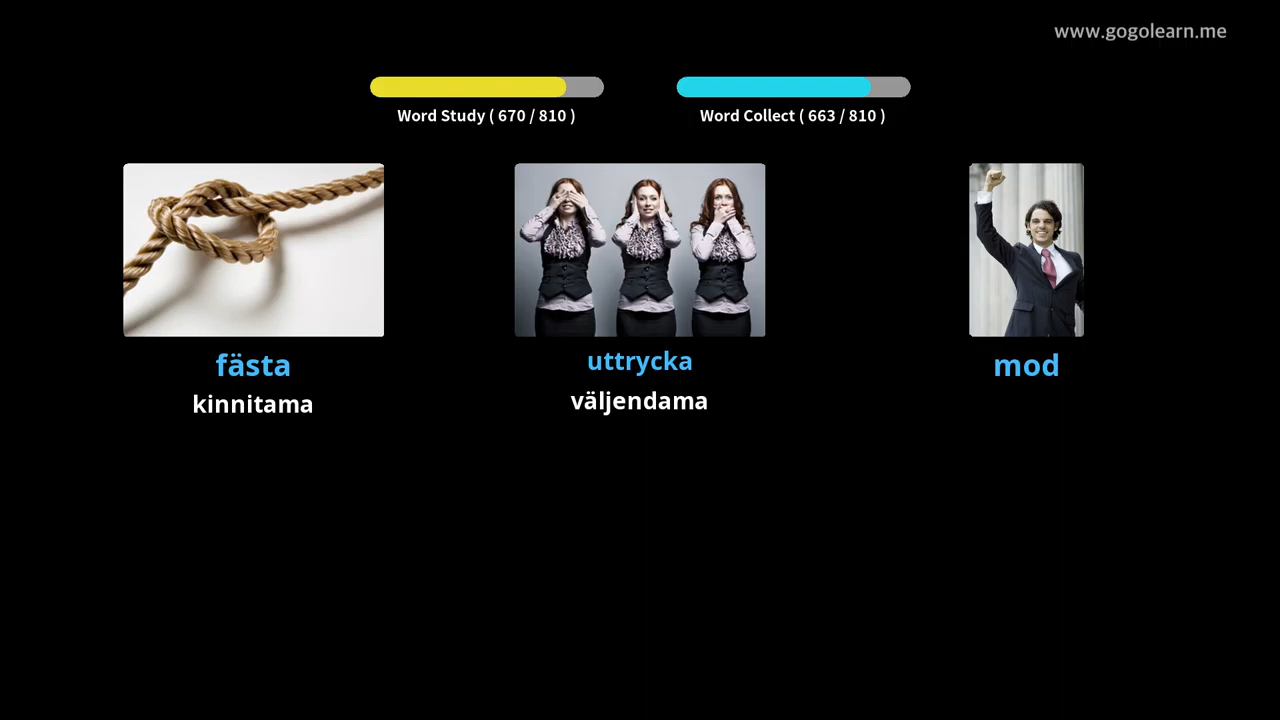 www.gogolearn.me
Word Study ( 670 / 810 )
Word Collect ( 663 / 810 )
fästa
kinnitama
uttrycka
väljendama
mod